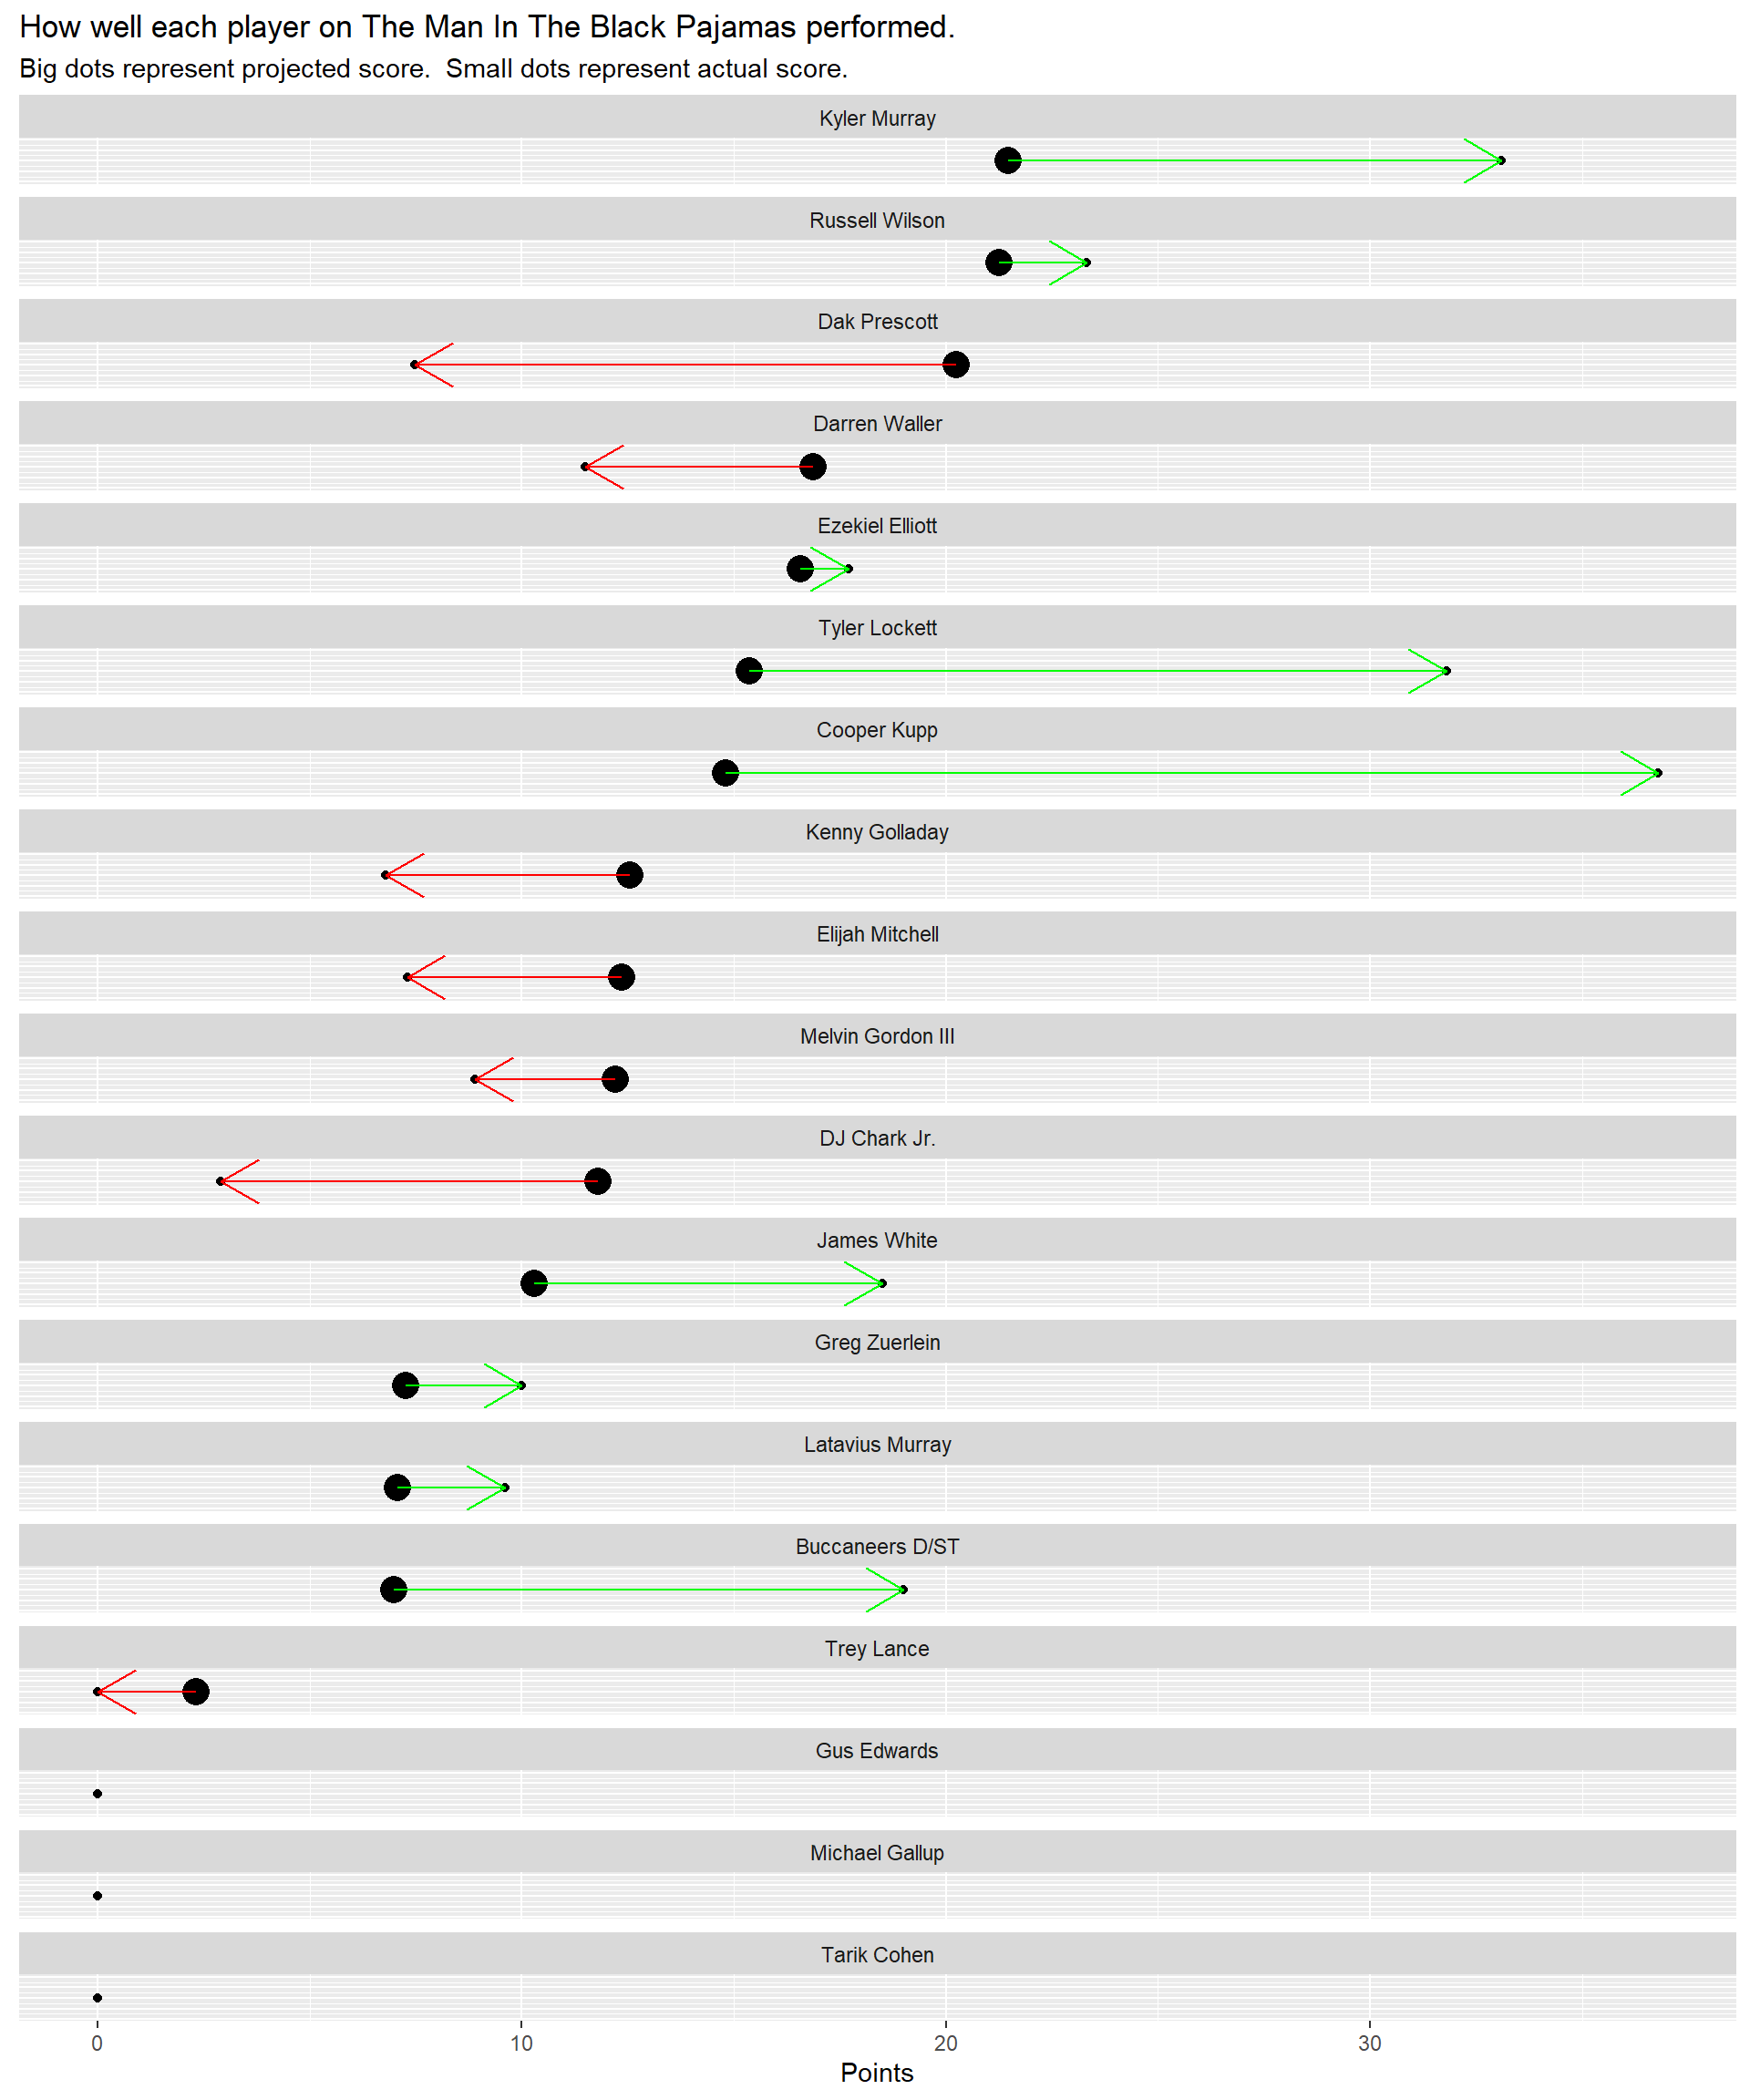 How well each player on The Man In The Black Pajamas performed.
Big dots represent projected score.  Small dots represent actual score.
Kyler Murray
Russell Wilson
Dak Prescott
Darren Waller
Ezekiel Elliott
Tyler Lockett
Cooper Kupp
Kenny Golladay
Elijah Mitchell
Melvin Gordon III
DJ Chark Jr.
James White
Greg Zuerlein
Latavius Murray
Buccaneers D/ST
Trey Lance
Gus Edwards
Michael Gallup
Tarik Cohen
0 10 20 30
Points